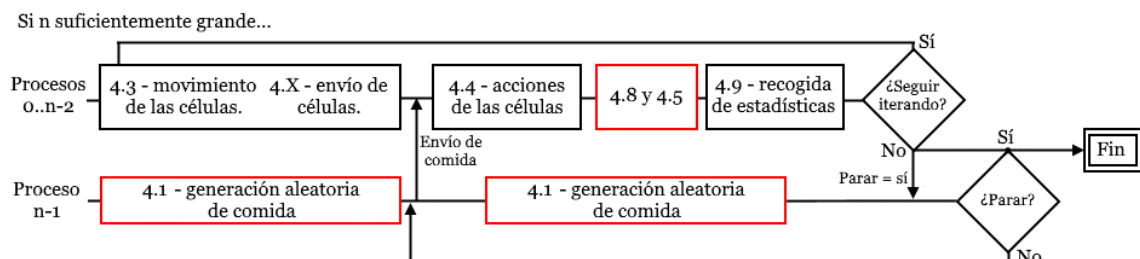 Si n suficientemente grande...
Sí
Procesos
0..n-2
4.3 - movimiento
de las células.
4.X - envío de
células.
4.4 - acciones
de las células
4.8 y 4.5
4.9 - recogida
de estadísticas
¿Seguir
iterando?
Envío de
comida
No
Sí
Fin
Parar = sí
Proceso
n-1
4.1 - generación aleatoria
de comida
4.1 - generación aleatoria
de comida
¿Parar?
No